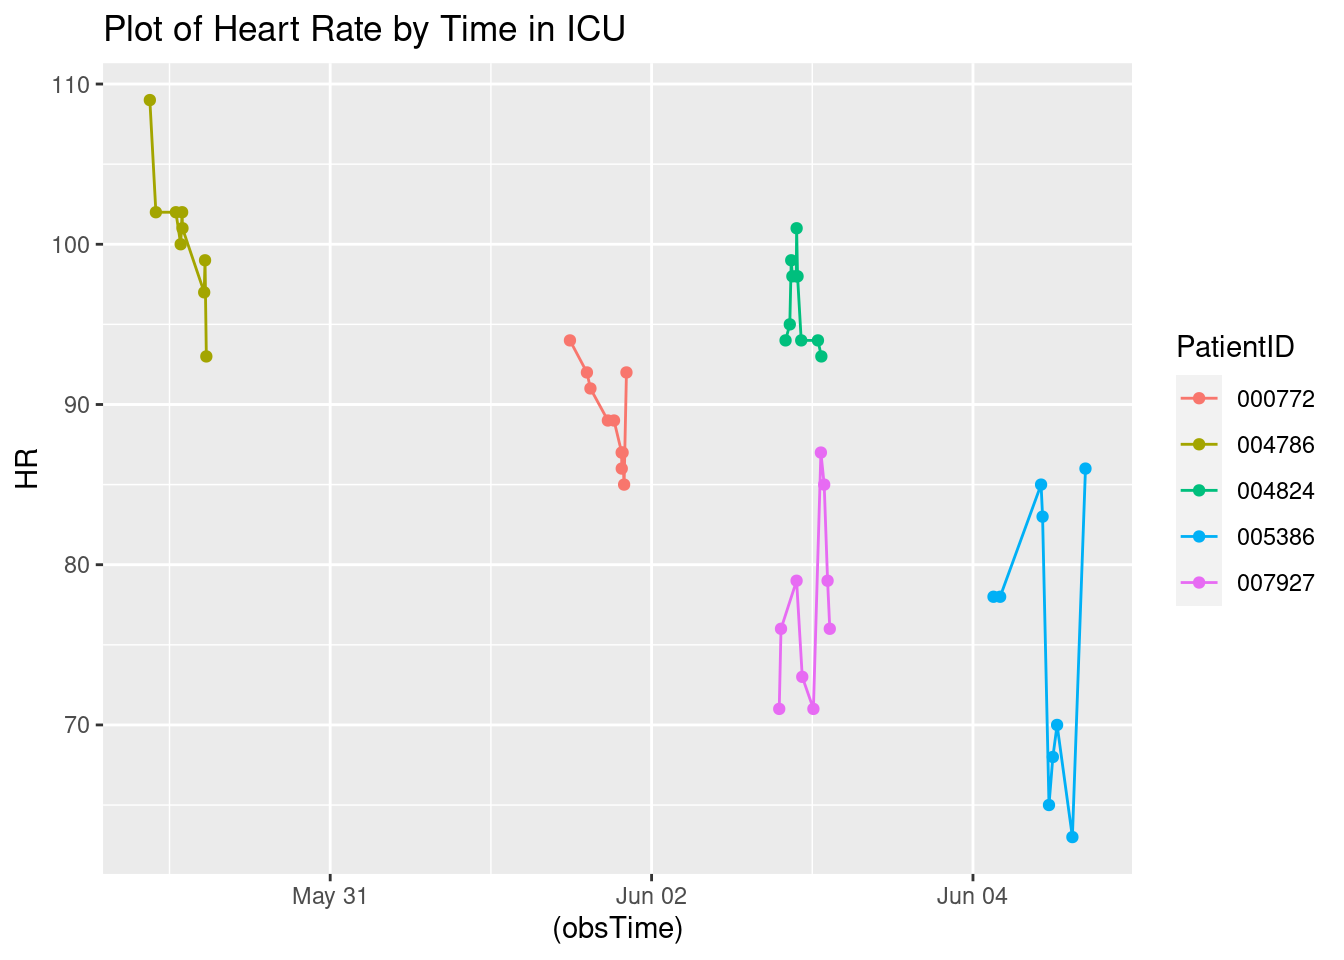 Plot of Heart Rate by Time in ICU
110
100
90
80
70
HR
May 31
Jun 02
Jun 04
(obsTime)
PatientID
000772
004786
004824
005386
007927